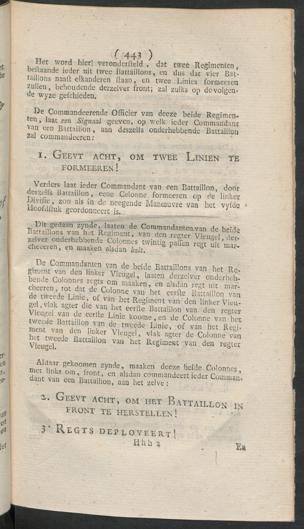 ( 443 )
Het word hier verondersteld, dat twee Regimenten,
bestaande ieder uit twee Battaillons, en dus dat vier Bat-
taillons naast elkanderen staan, en twee Linien formeeren
zullen, behoudende derzelver front; zal zulks op de volgen-
de wyze geschieden.
De Commandeerende Officier van deeze beide Regimen-
ten, laat een Signaal geeven, op welk ieder Commandant
van een Battaillon, aan deszelfs onderhebbende Battaillon
zal commandeeren:
1. GEEVT ACHT, OM TWEE LINIEN TE
FORMEEREN!
Verders laat ieder Commandant van een Battaillon, door
deszelfs Battaillon, eene Colonne formeeren op de linker
Divisie, zoo als in de neegende Manœuvre van het vyfde
Hoofdstuk geordonneert is.
Dit gedaan zynde, laaten de Commandanten van de beide
Battaillons van het Regiment, van den regter Vleugel, der-
zelver onderhebbende Colonnes twintig passen regt uit mar-
cheeren, en maaken alsdan halt.
De Commandanten van de beide Battaillons van het Re-
giment van den linker Vleugel, laaten derzelver onderheb-
bende Colonnes regts om maaken, en alsdan regt uit mar-
cheeren, tot dat de Colonne van het eerste Battaillon van
de tweede Linie, of van het Regiment van den linker Vleu-
gel, vlak agter die van het eerste Battaillon van den regter
Vleugel van de eerste Linie koome, en de Colonne van het
tweede Battaillon van de tweede Linie, of van het Regi-
ment van den linker Vleugel, vlak agter de Colonne van
het tweede Battaillon van het Regiment van den regter
Vleugel.
Aldaar gekoomen zynde, maaken deeze beide Colonnes,
met links om, front, en alsdan commandeert ieder Comman-
dant van een Battaillon, aan het zelve:
2. GEEVT ACHT, OM HET BATTAILLON IN
FRONT TE HERSTELLEN!
3. REGTS DEPLOYEERT!
Hhh 2
En